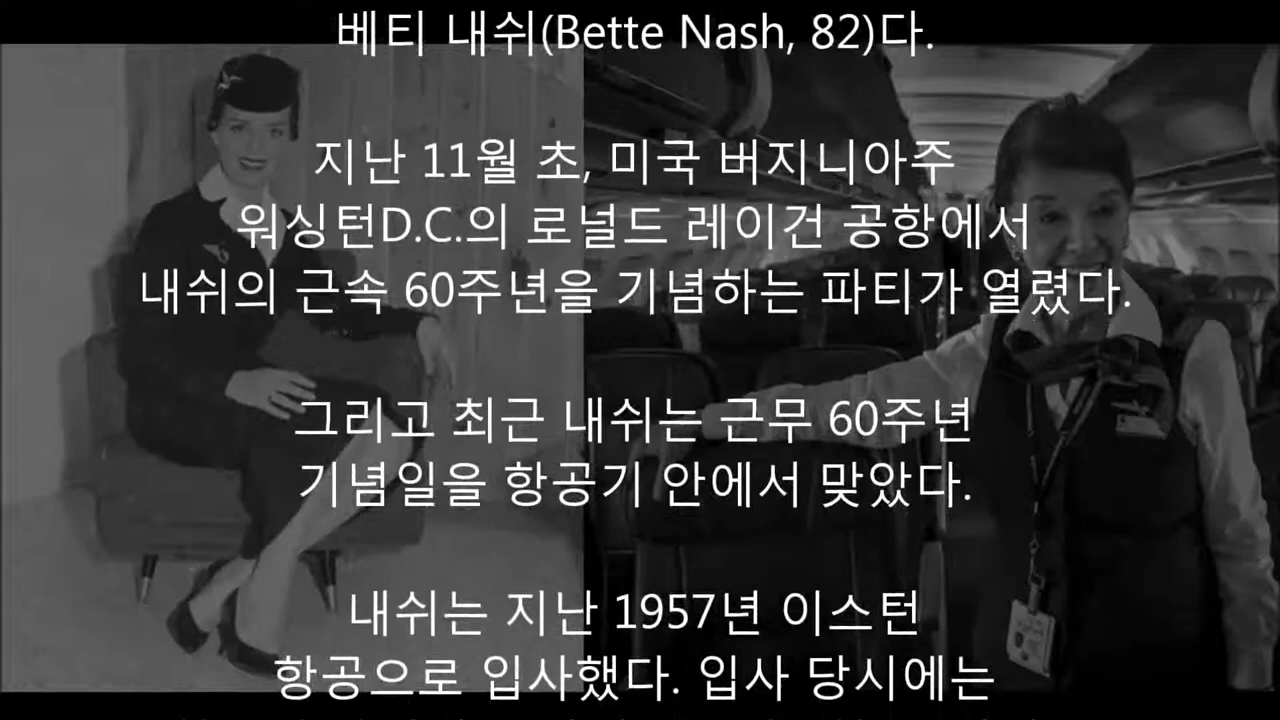 베티 내쉬(Bette Nash, 82)다.
지난 11월 초, 미국 버지니아주
워싱턴D.C.의 로널드 레이건 공항에서
내쉬의 근속 60주년을 기념하는 파티가 열렸다.
그리고 최근 내쉬는 근무 60주년
기념일을 항공기 안에서 맞았다.
내쉬는 지난 1957년 이스턴
항공으로 입사했다. 입사 당시에는